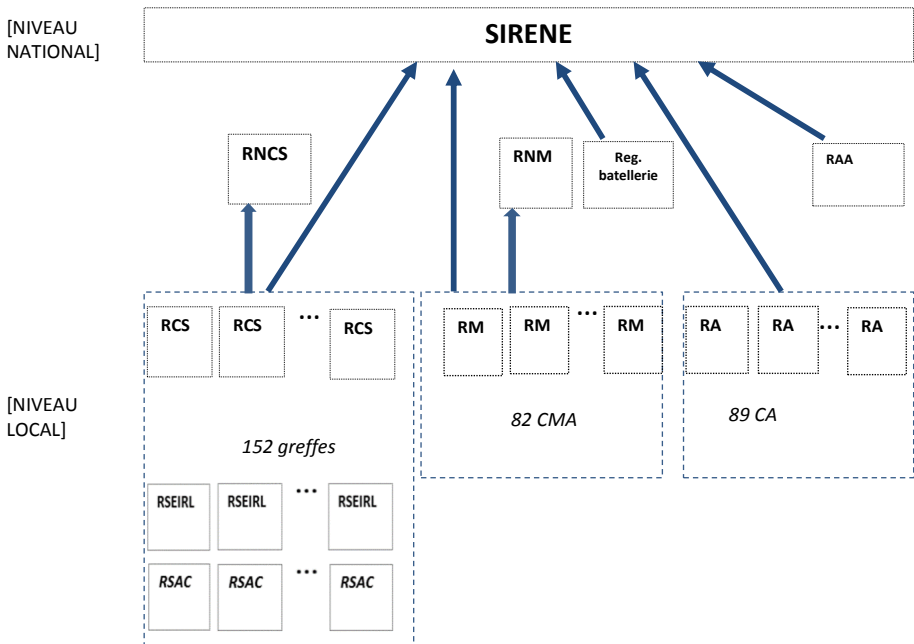 [NIVEAU
NATIONAL]
SIRENE
RNCS
RNM
Reg.
batellerie
RAA
RCS RCS ... RCS
RM RM ... RM
RA RA ... RA
[NIVEAU
LOCAL]
152 greffes
82 CMA
89 CA
RSEIRL RSEIRL ... RSEIRL
RSAC RSAC ... RSAC